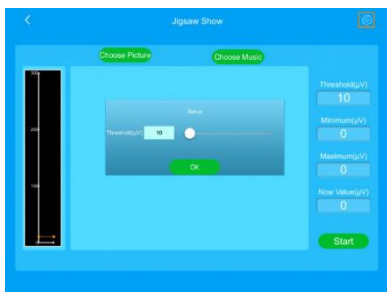 Jigsaw Show
Choose Picture
Choose Music
300
200
100
Setup
Threshold(μV) 10
OK
Threshold(μV)
10
Minimum(μV)
0
Maximum(μV)
0
Now Value(μV)
0
Start